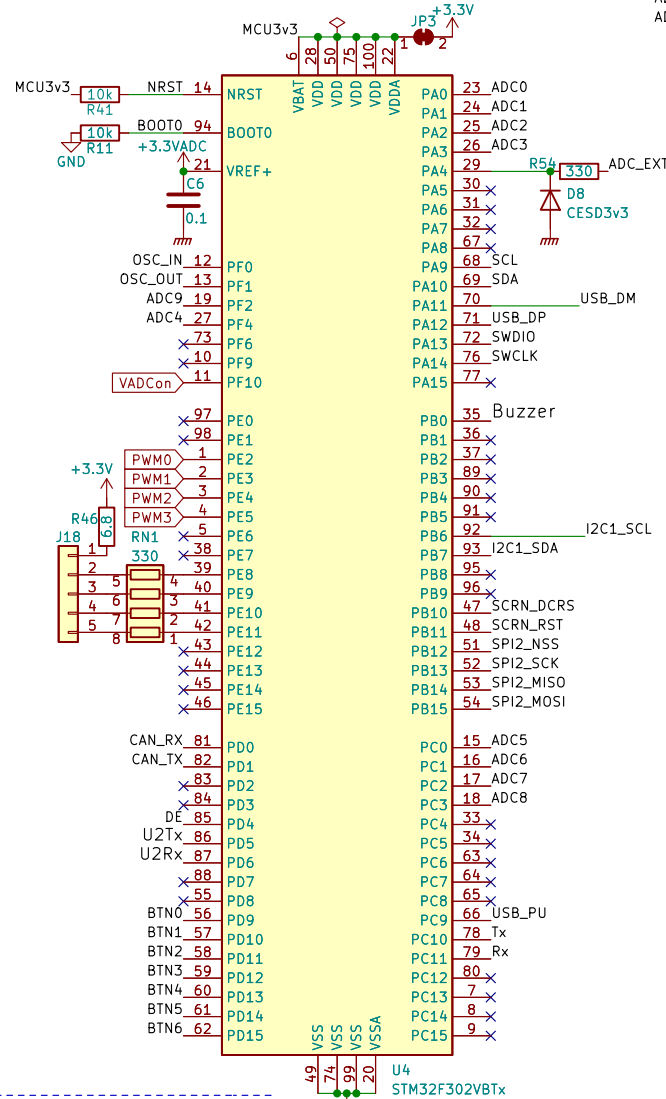 +3.3V
JP3
MCU3v3
1 2
6 28 50 75 100 22
VBAT VDD VDD VDD VDD VDDA
MCU3v3 10k NRST 14 NRST
R41
10k BOOT0 94 BOOT0
GND R11
+3.3VADC
21 VREF+
C6
0.1
OSC_IN 12 PF0
OSC_OUT 13 PF1
ADC9 19 PF2
ADC4 27 PF4
73 PF6
10 PF9
VADCon 11 PF10
97 PE0
98 PE1
PWM0 1 PE2
PWM1 2 PE3
PWM2 3 PE4
PWM3 4 PE5
5 PE6
38 PE7
+3.3V
R46 6.8
J18
RN1
330
1
2 5 4 39 PE8
3 6 3 40 PE9
4 7 2 41 PE10
5 8 1 42 PE11
43 PE12
44 PE13
45 PE14
46 PE15
CAN_RX 81 PD0
CAN_TX 82 PD1
83 PD2
84 PD3
DE 85 PD4
U2Tx 86 PD5
U2Rx 87 PD6
88 PD7
55 PD8
BTN0 56 PD9
BTN1 57 PD10
BTN2 58 PD11
BTN3 59 PD12
BTN4 60 PD13
BTN5 61 PD14
BTN6 62 PD15
PA0 23 ADC0
PA1 24 ADC1
PA2 25 ADC2
PA3 26 ADC3
PA4 29 R54 330 ADC_EXT
D8
CESD3v3
PA5 30
PA6 31
PA7 32
PA8 67
PA9 68 SCL
PA10 69 SDA
PA11 70 USB_DM
PA12 71 USB_DP
PA13 72 SWDIO
PA14 76 SWCLK
PA15 77
PB0 35 Buzzer
PB1 36
PB2 37
PB3 89
PB4 90
PB5 91
PB6 92 I2C1_SCL
PB7 93 I2C1_SDA
PB8 95
PB9 96
PB10 47 SCRN_DCRS
PB11 48 SCRN_RST
PB12 51 SPI2_NSS
PB13 52 SPI2_SCK
PB14 53 SPI2_MISO
PB15 54 SPI2_MOSI
PC0 15 ADC5
PC1 16 ADC6
PC2 17 ADC7
PC3 18 ADC8
PC4 33
PC5 34
PC6 63
PC7 64
PC8 65
PC9 66 USB_PU
PC10 78 Tx
PC11 79 Rx
PC12 80
PC13 7
PC14 8
PC15 9
VSS VSS VSS VSSA
49 74 99 20
U4
STM32F302VBTx